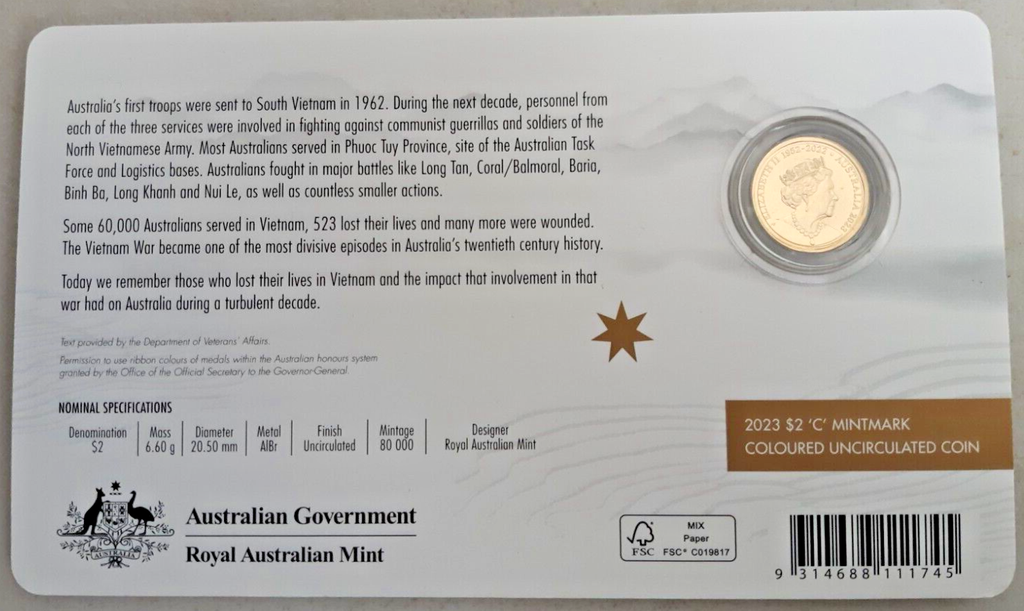 Australia's first troops were sent to South Vietnam in 1962. During the next decade, personnel from
each of the three services were involved in fighting against communist guerrillas and soldiers of the
North Vietnamese Army. Most Australians served in Phuoc Tuy Province, site of the Australian Task
Force and Logistics bases. Australians fought in major battles like Long Tan, Coral/Balmoral, Baria,
Binh Ba, Long Khanh and Nui Le, as well as countless smaller actions.
Some 60,000 Australians served in Vietnam, 523 lost their lives and many more were wounded.
The Vietnam War became one of the most divisive episodes in Australia's twentieth century history.
Today we remember those who lost their lives in Vietnam and the impact that involvement in that
war had on Australia during a turbulent decade.
Text provided by the Department of Veterans' Affairs.
Permission to use ribbon colours of medals within the Australian honours system
granted by the Office of the Official Secretary to the Governor-General.
ELIZABETH II 1952-2022 · AUSTRALIA 2023
NOMINAL SPECIFICATIONS
Denomination Mass Diameter Metal Finish Mintage Designer
$2 6.60 g 20.50 mm AlBr Uncirculated 80 000 Royal Australian Mint
2023 $2 'C' MINTMARK
COLOURED UNCIRCULATED COIN
AUSTRALIA
Australian Government
Royal Australian Mint
FSC
MIX
Paper
FSC® C019817
9 314688 111745